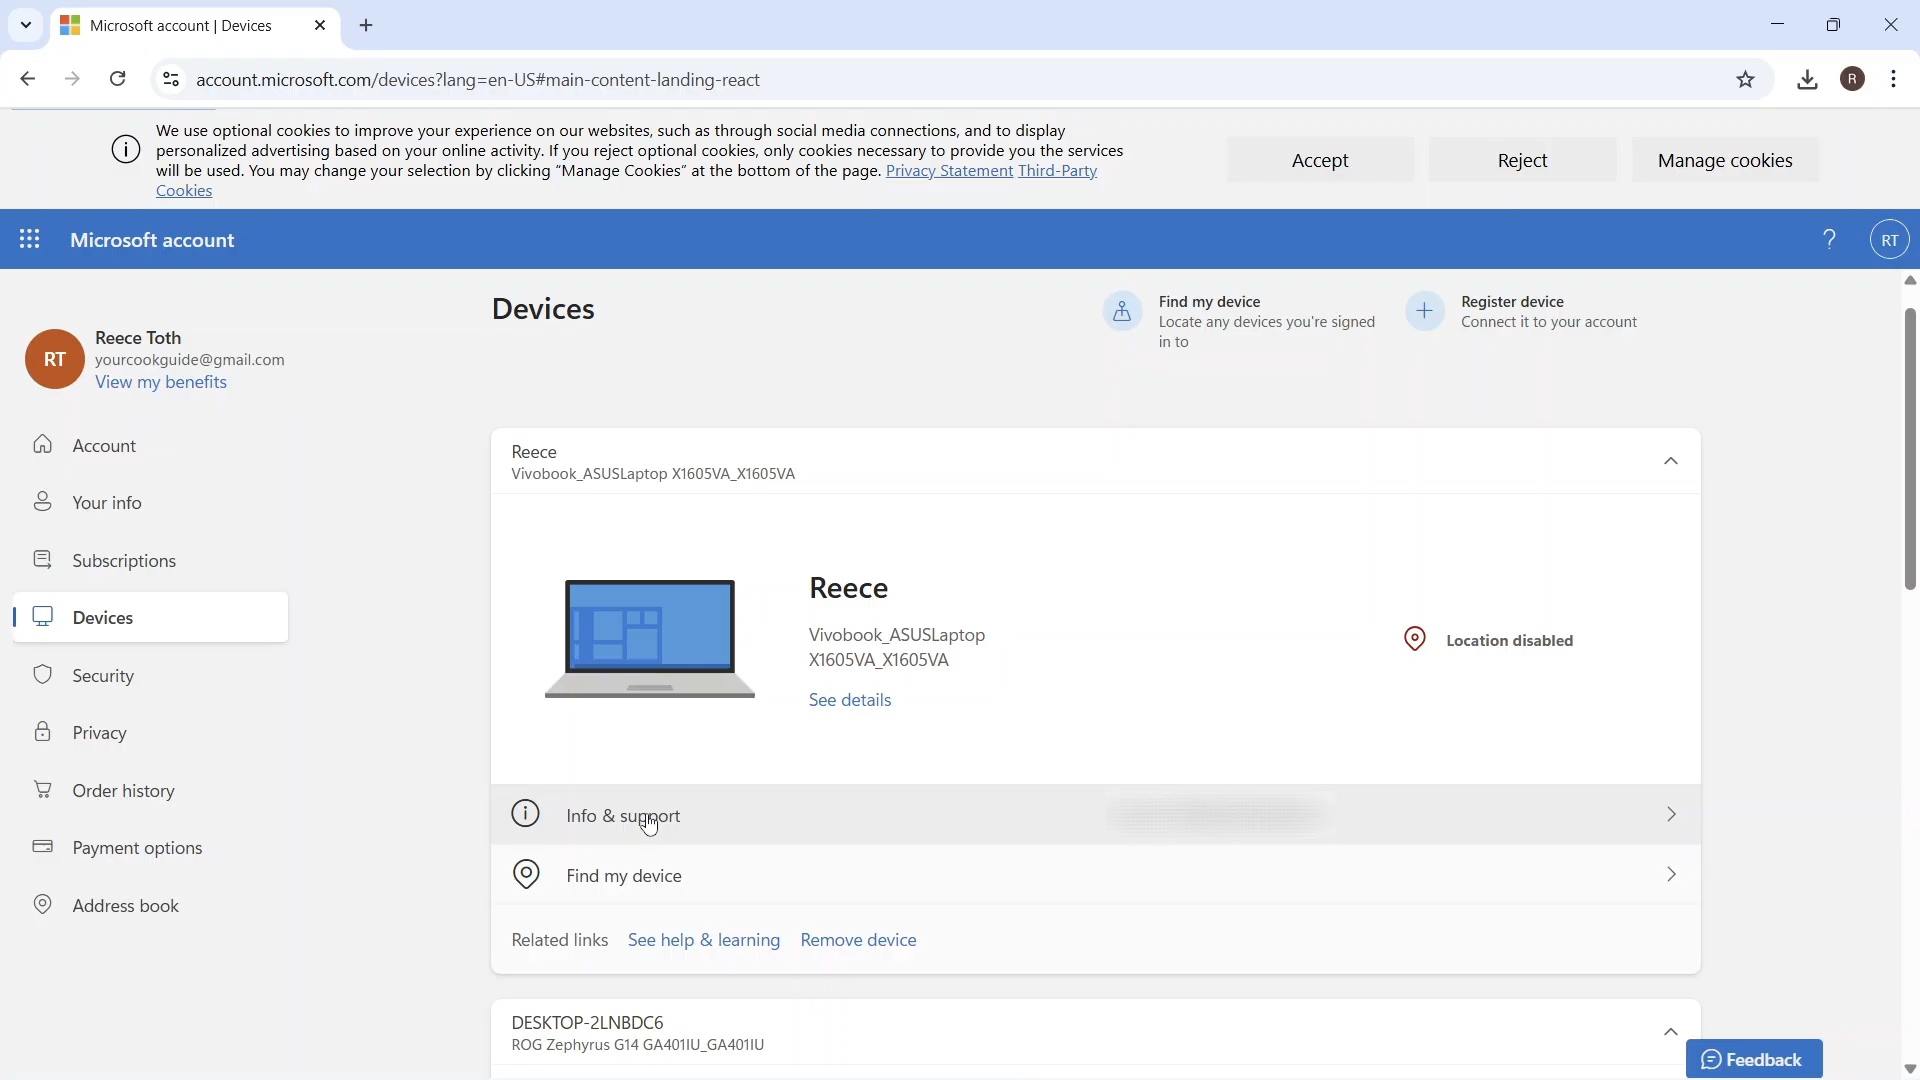 Microsoft account | Devices
account.microsoft.com/devices?lang=en-US#main-content-landing-react
R
We use optional cookies to improve your experience on our websites, such as through social media connections, and to display
personalized advertising based on your online activity. If you reject optional cookies, only cookies necessary to provide you the services
will be used. You may change your selection by clicking "Manage Cookies" at the bottom of the page. Privacy Statement Third-Party
Cookies
Accept
Reject
Manage cookies
Microsoft account
?
RT
RT
Reece Toth
yourcookguide@gmail.com
View my benefits
Account
Your info
Subscriptions
Devices
Security
Privacy
Order history
Payment options
Address book
Devices
Find my device
Locate any devices you're signed
in to
Register device
Connect it to your account
Reece
Vivobook_ASUSLaptop X1605VA_X1605VA
Reece
Vivobook_ASUSLaptop
X1605VA_X1605VA
See details
Location disabled
Info & support
Find my device
Related links See help & learning Remove device
DESKTOP-2LNBDC6
ROG Zephyrus G14 GA401IU_GA401IU
Feedback